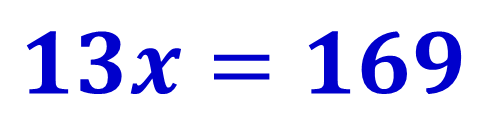 13x = 169